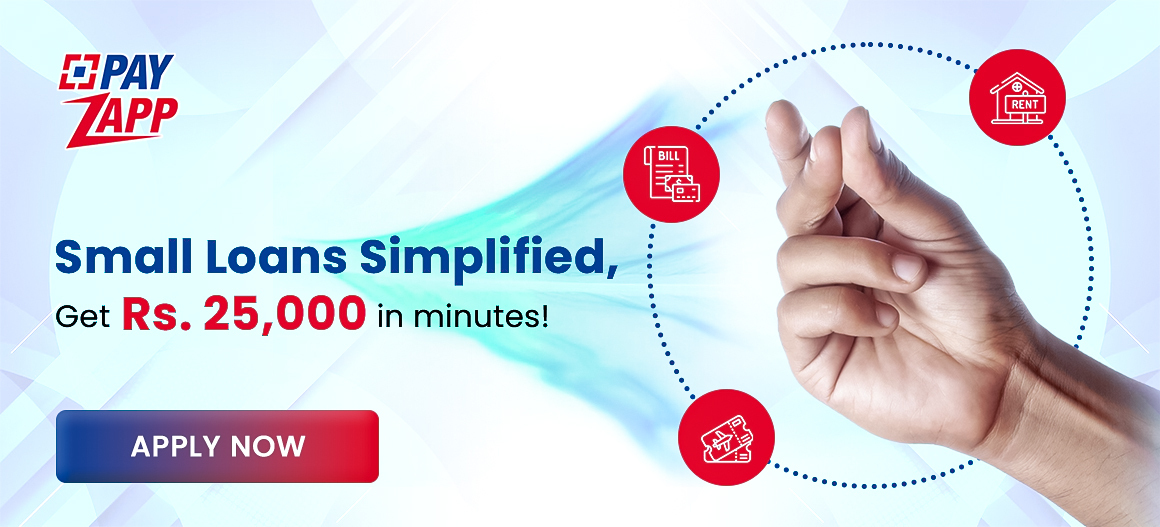 PAY
ZAPP
RENT
BILL
Small Loans Simplified,
Get Rs. 25,000 in minutes!
APPLY NOW